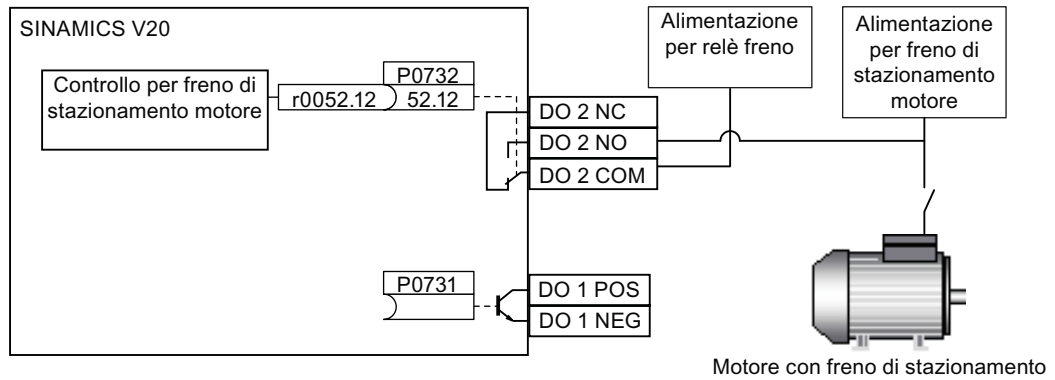 SINAMICS V20
Controllo per freno di
stazionamento motore
r0052.12
P0732
52.12
DO 2 NC
DO 2 NO
DO 2 COM
Alimentazione
per relè freno
Alimentazione
per freno di
stazionamento
motore
P0731
DO 1 POS
DO 1 NEG
Motore con freno di stazionamento